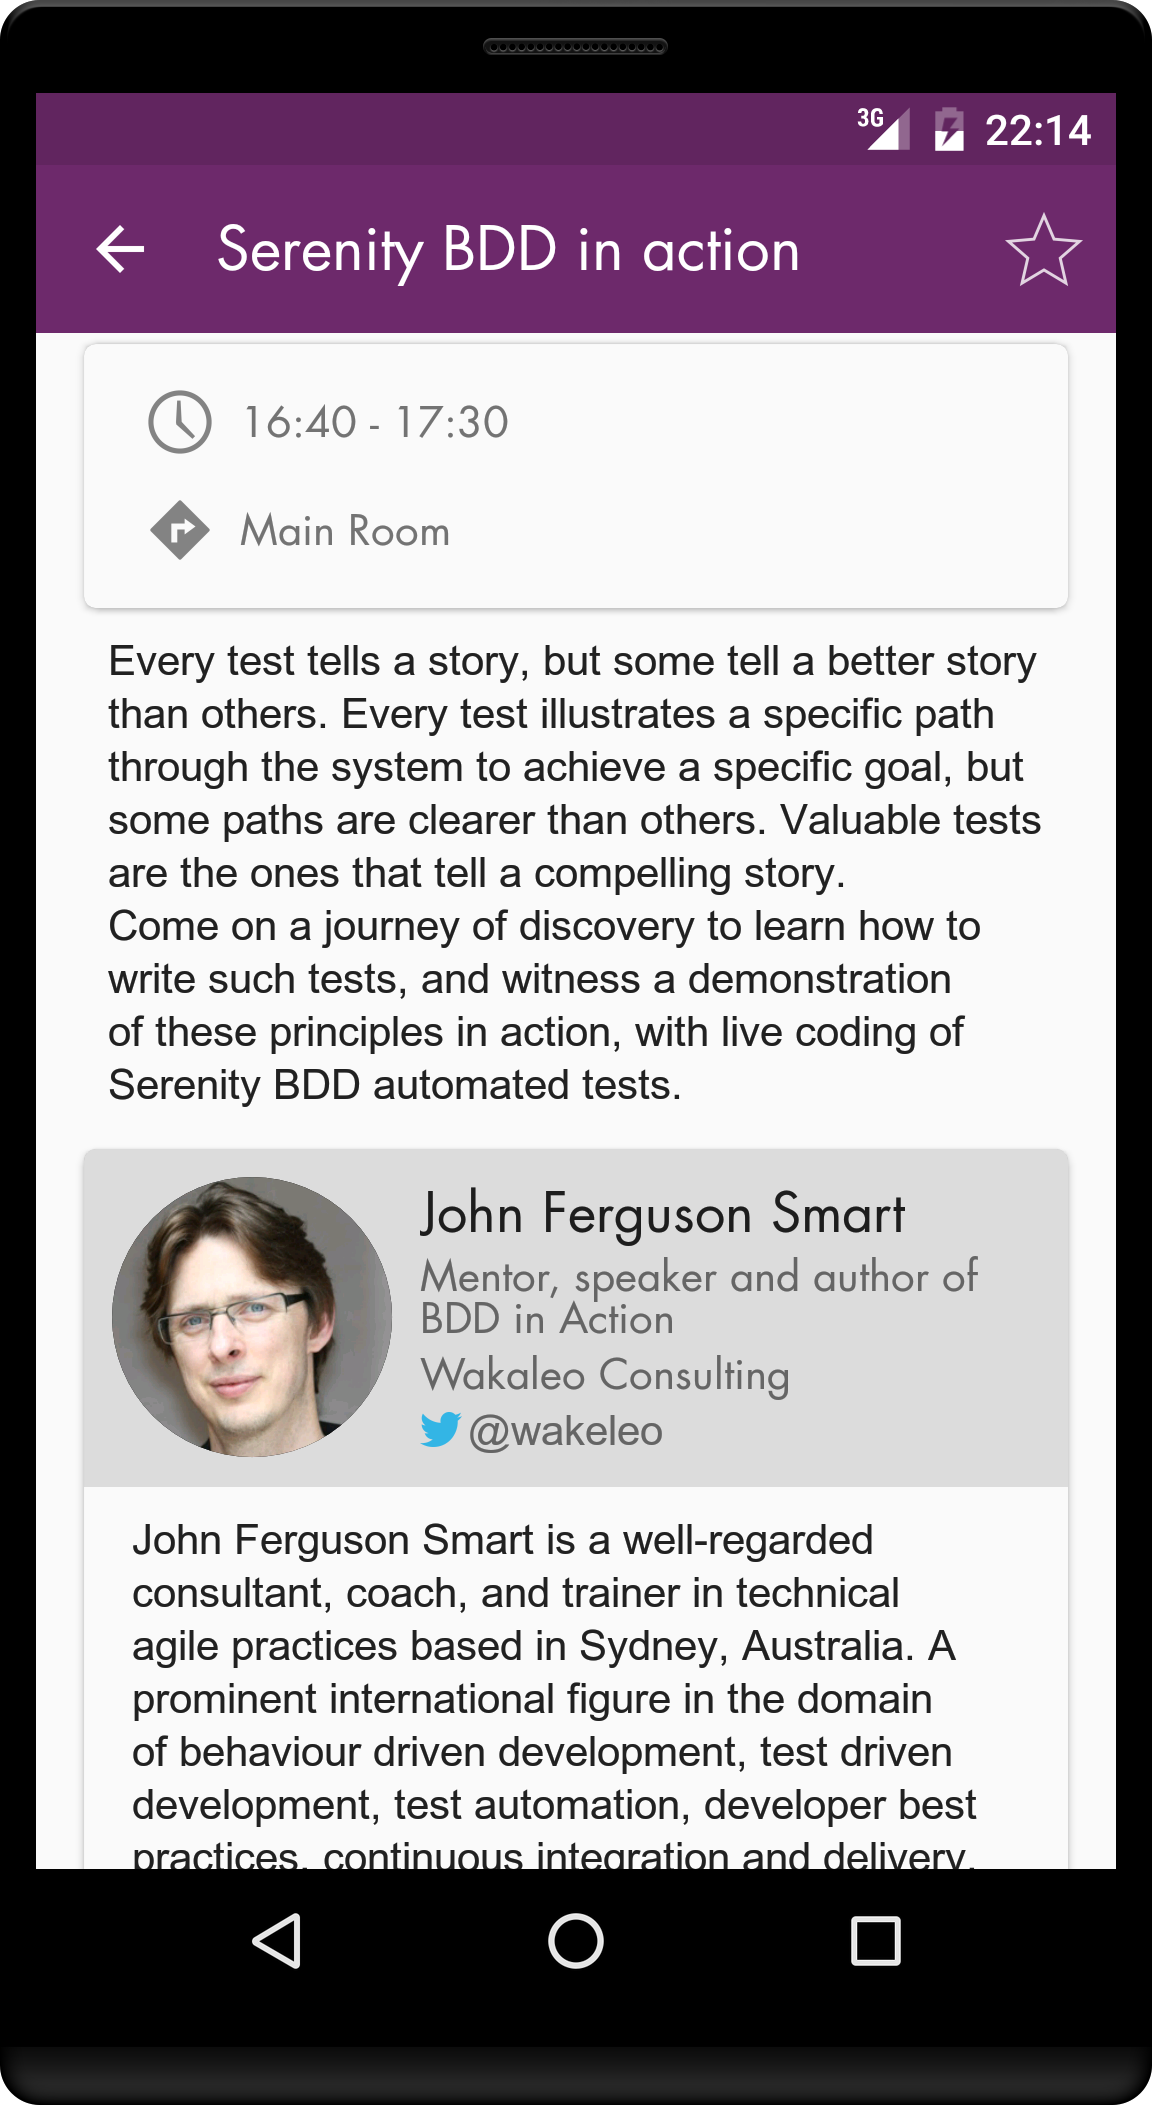 3G 22:14
Serenity BDD in action
16:40 - 17:30
Main Room
Every test tells a story, but some tell a better story
than others. Every test illustrates a specific path
through the system to achieve a specific goal, but
some paths are clearer than others. Valuable tests
are the ones that tell a compelling story.
Come on a journey of discovery to learn how to
write such tests, and witness a demonstration
of these principles in action, with live coding of
Serenity BDD automated tests.
John Ferguson Smart
Mentor, speaker and author of
BDD in Action
Wakaleo Consulting
@wakeleo
John Ferguson Smart is a well-regarded
consultant, coach, and trainer in technical
agile practices based in Sydney, Australia. A
prominent international figure in the domain
of behaviour driven development, test driven
development, test automation, developer best
practices, continuous integration and delivery,